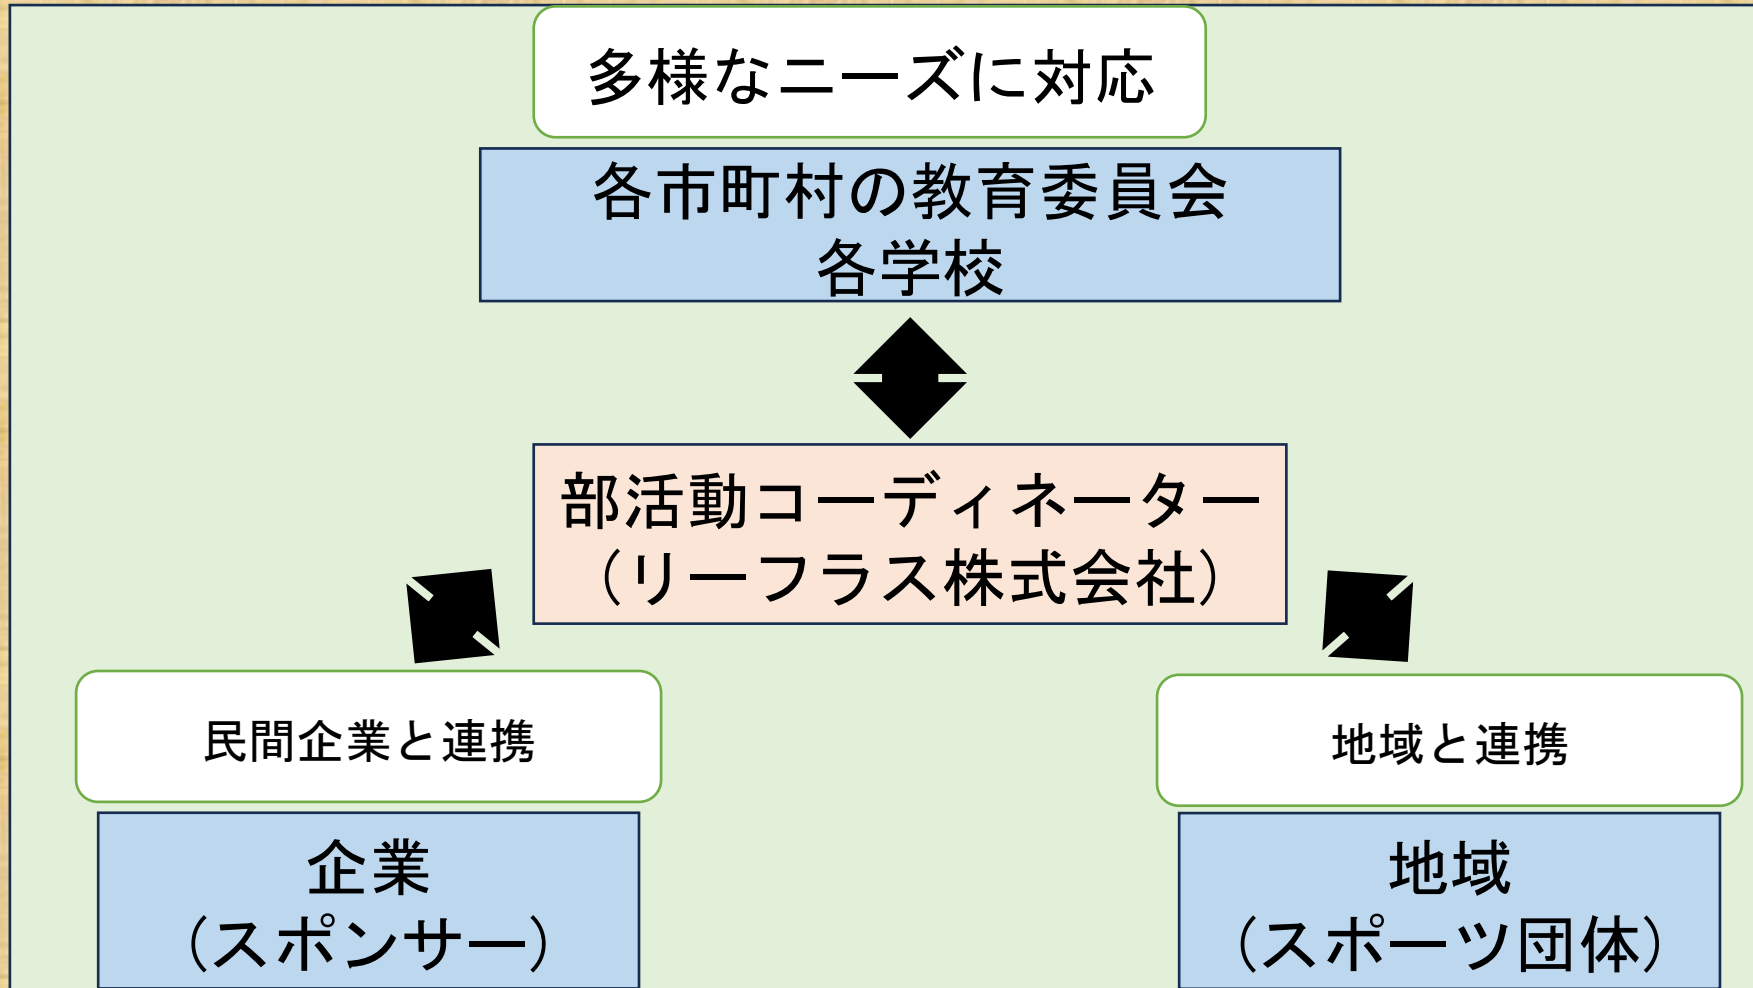 多様なニーズに対応
各市町村の教育委員会
各学校
部活動コーディネーター
（リーフラス株式会社）
民間企業と連携
地域と連携
企業
（スポンサー）
地域
（スポーツ団体）